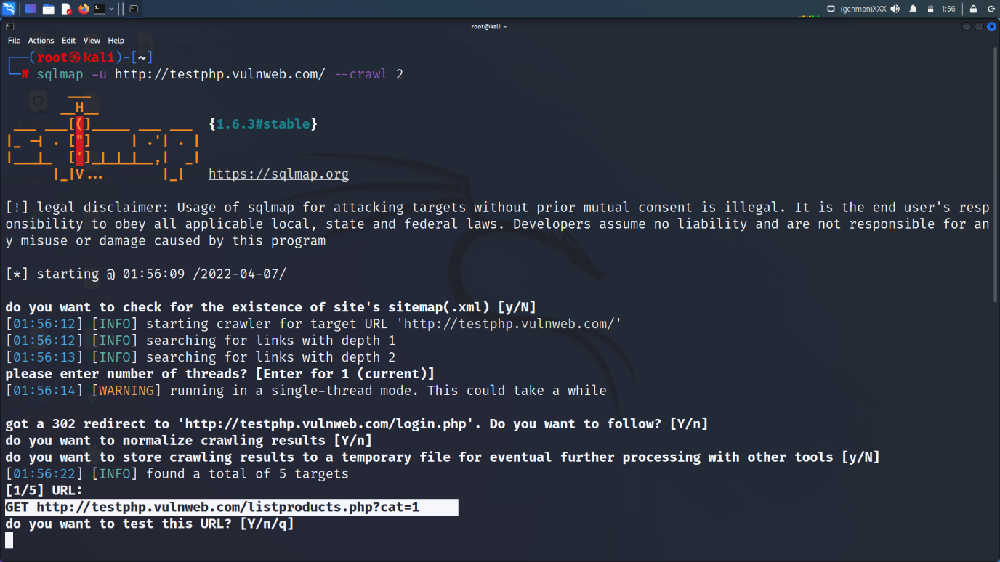 (genmon)XXX 1:56
root@kali: ~
File Actions Edit View Help
(root㉿kali)-[~]
# sqlmap -u http://testphp.vulnweb.com/ --crawl 2
{1.6.3#stable}
https://sqlmap.org
[!] legal disclaimer: Usage of sqlmap for attacking targets without prior mutual consent is illegal. It is the end user's resp
onsibility to obey all applicable local, state and federal laws. Developers assume no liability and are not responsible for an
y misuse or damage caused by this program
[*] starting @ 01:56:09 /2022-04-07/
do you want to check for the existence of site's sitemap(.xml) [y/N]
[01:56:12] [INFO] starting crawler for target URL 'http://testphp.vulnweb.com/'
[01:56:12] [INFO] searching for links with depth 1
[01:56:13] [INFO] searching for links with depth 2
please enter number of threads? [Enter for 1 (current)]
[01:56:14] [WARNING] running in a single-thread mode. This could take a while
got a 302 redirect to 'http://testphp.vulnweb.com/login.php'. Do you want to follow? [Y/n]
do you want to normalize crawling results [Y/n]
do you want to store crawling results to a temporary file for eventual further processing with other tools [y/N]
[01:56:22] [INFO] found a total of 5 targets
[1/5] URL:
GET http://testphp.vulnweb.com/listproducts.php?cat=1
do you want to test this URL? [Y/n/q]